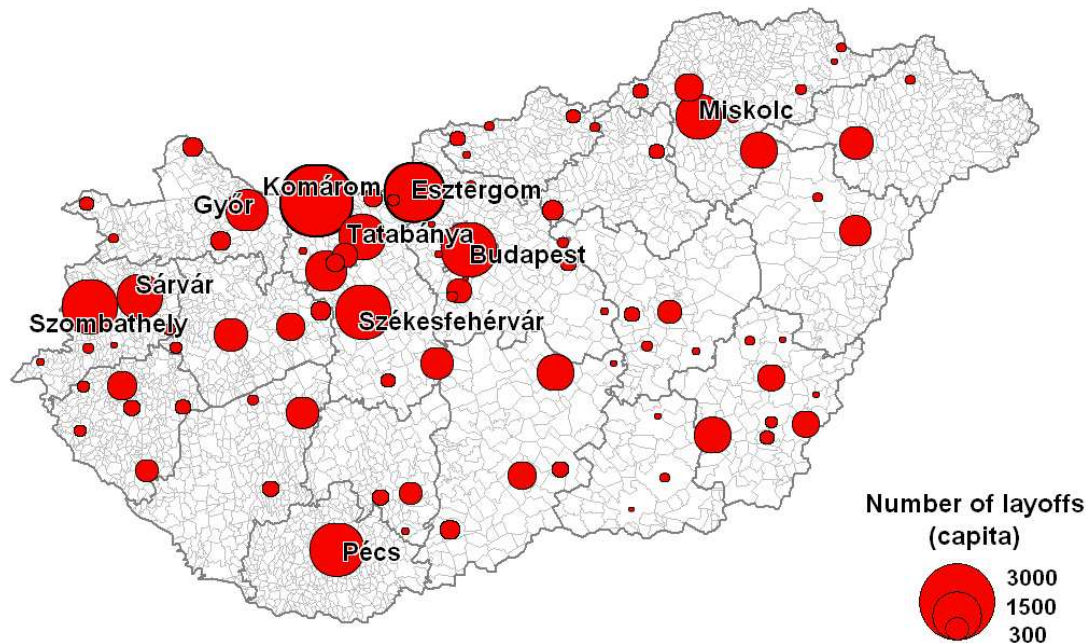 Miskolc
Komárom
Esztergom
Győr
Tatabánya
Budapest
Sárvár
Szombathely
Székesfehérvár
Pécs
Number of layoffs
(capita)
3000
1500
300